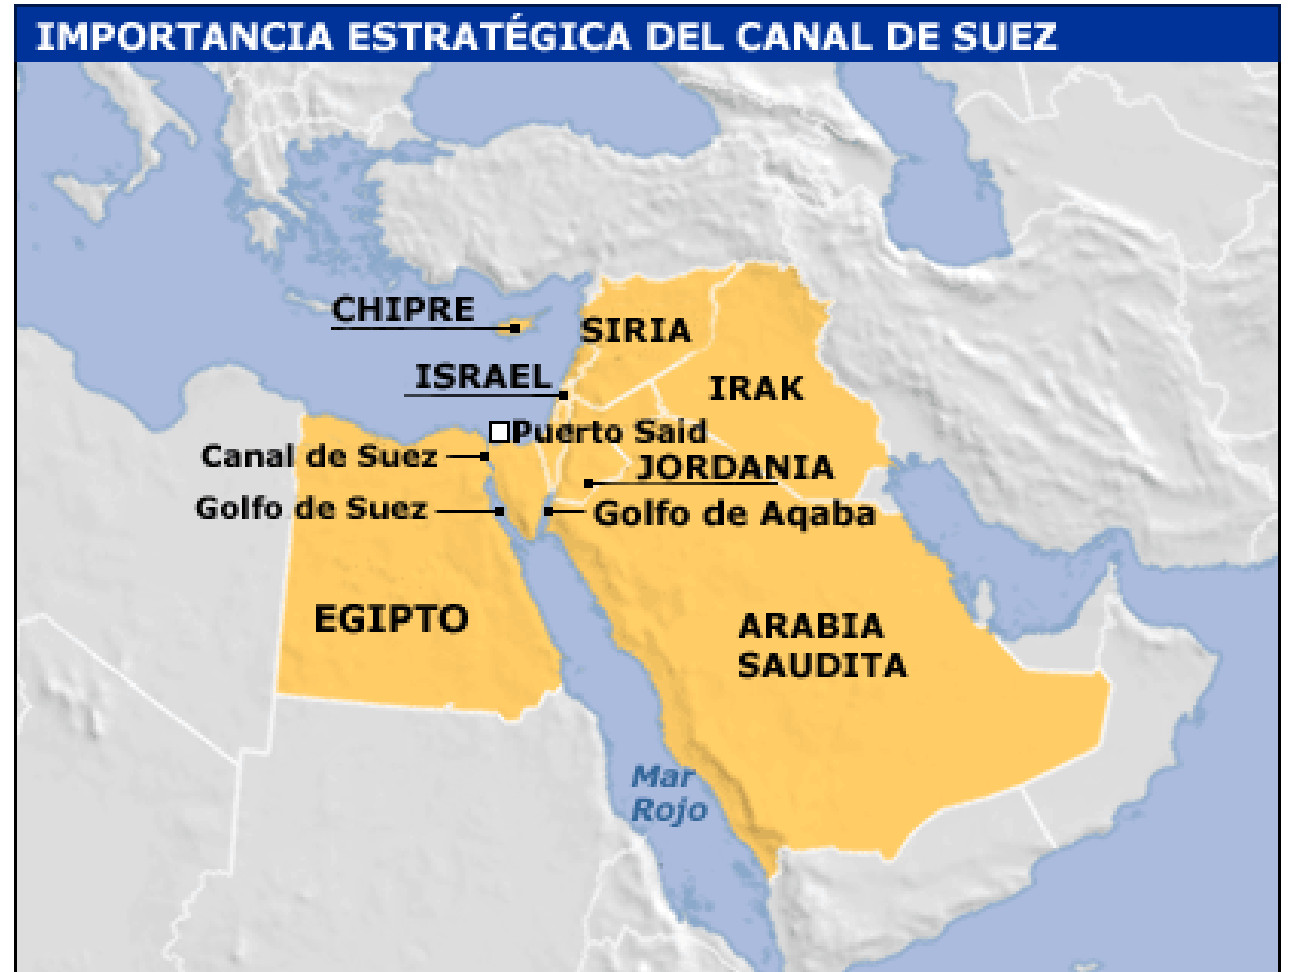 IMPORTANCIA ESTRATÉGICA DEL CANAL DE SUEZ
CHIPRE
SIRIA
ISRAEL
IRAK
Puerto Said
Canal de Suez
JORDANIA
Golfo de Suez
Golfo de Aqaba
EGIPTO
ARABIA
SAUDITA
Mar
Rojo